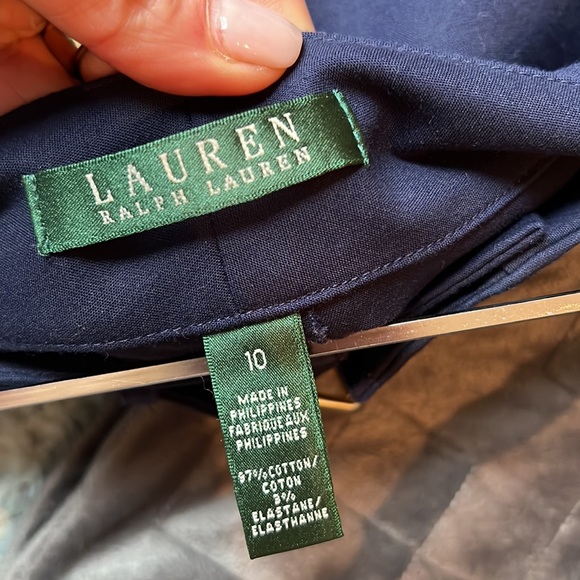 LAUREN
RALPH LAUREN
10
MADE IN
PHILIPPINES
FABRIQUE AUX
PHILIPPINES
97% COTTON/
COTON
3%
ELASTANE/
ELASTHANNE